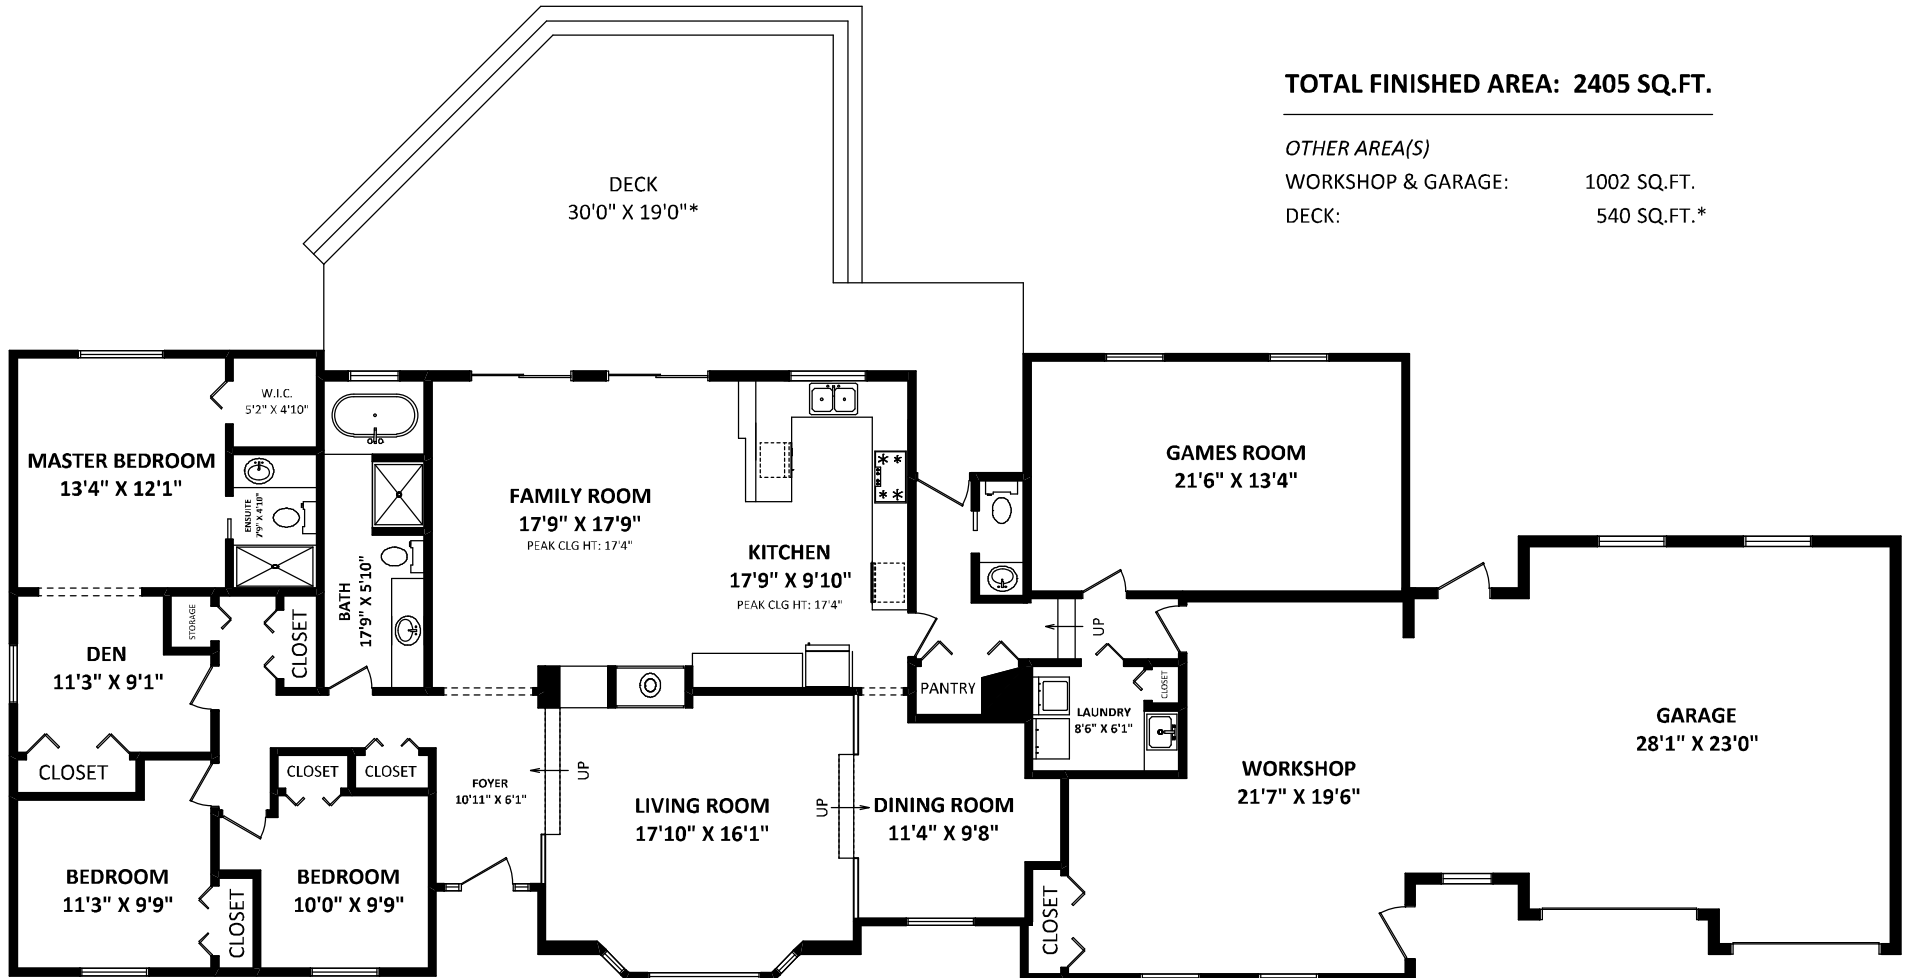 TOTAL FINISHED AREA: 2405 SQ.FT.
OTHER AREA(S)
WORKSHOP & GARAGE: 1002 SQ.FT.
DECK: 540 SQ.FT.*
DECK
30'0" X 19'0"*
W.I.C.
5'2" X 4'10"
MASTER BEDROOM
13'4" X 12'1"
ENSUITE
7'9" X 4'10"
BATH
17'9" X 5'10"
FAMILY ROOM
17'9" X 17'9"
PEAK CLG HT: 17'4"
KITCHEN
17'9" X 9'10"
PEAK CLG HT: 17'4"
GAMES ROOM
21'6" X 13'4"
STORAGE
CLOSET
DEN
11'3" X 9'1"
CLOSET
UP
PANTRY
LAUNDRY
8'6" X 6'1"
CLOSET
GARAGE
28'1" X 23'0"
WORKSHOP
21'7" X 19'6"
CLOSET
CLOSET
FOYER
10'11" X 6'1"
UP
LIVING ROOM
17'10" X 16'1"
UP
DINING ROOM
11'4" X 9'8"
BEDROOM
11'3" X 9'9"
CLOSET
BEDROOM
10'0" X 9'9"
CLOSET